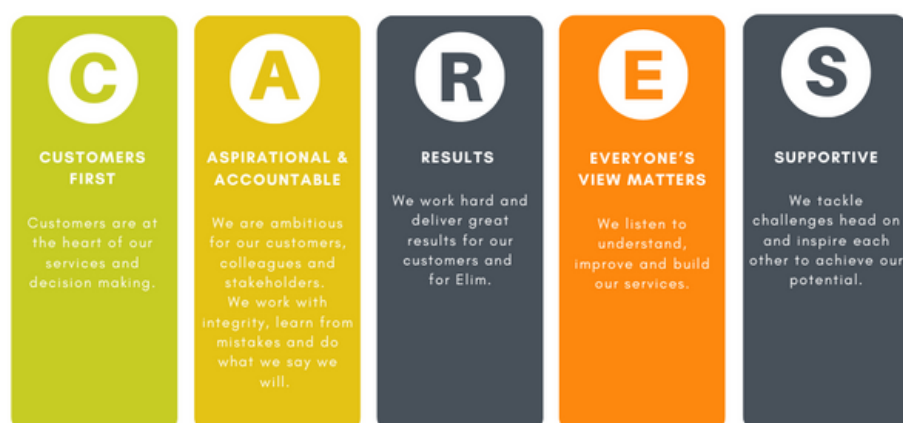 C
CUSTOMERS
FIRST
Customers are at
the heart of our
services and
decision making.
A
ASPIRATIONAL &
ACCOUNTABLE
We are ambitious
for our customers,
colleagues and
stakeholders.
We work with
integrity, learn from
mistakes and do
what we say we
will.
R
RESULTS
We work hard and
deliver great
results for our
customers and
for Elim.
E
EVERYONE'S
VIEW MATTERS
We listen to
understand,
improve and build
our services.
S
SUPPORTIVE
We tackle
challenges head on
and inspire each
other to achieve our
potential.